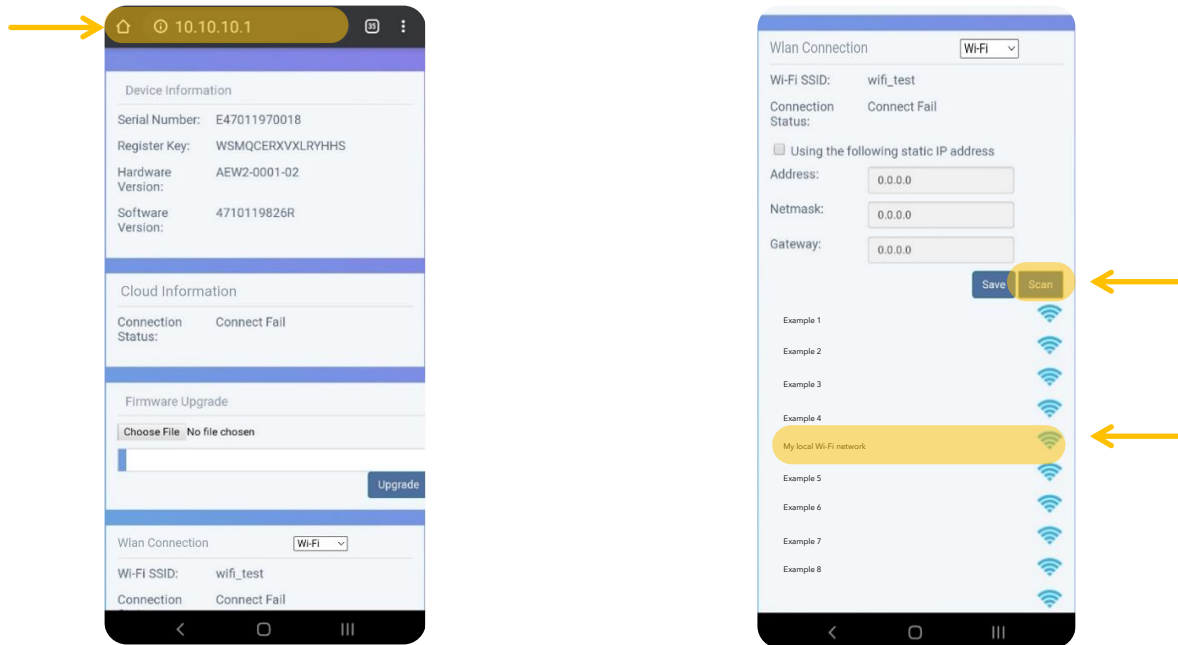 10.10.10.1
35
Device Information
Serial Number: E47011970018
Register Key: WSMQCERXVXLRYHHS
Hardware AEW2-0001-02
Version:
Software 4710119826R
Version:
Cloud Information
Connection Connect Fail
Status:
Firmware Upgrade
Choose File No file chosen
Upgrade
Wlan Connection Wi-Fi
Wi-Fi SSID: wifi_test
Connection Connect Fail
Wlan Connection Wi-Fi
Wi-Fi SSID: wifi_test
Connection Connect Fail
Status:
Using the following static IP address
Address: 0.0.0.0
Netmask: 0.0.0.0
Gateway: 0.0.0.0
Save Scan
Example 1
Example 2
Example 3
Example 4
My local Wi-Fi network
Example 5
Example 6
Example 7
Example 8